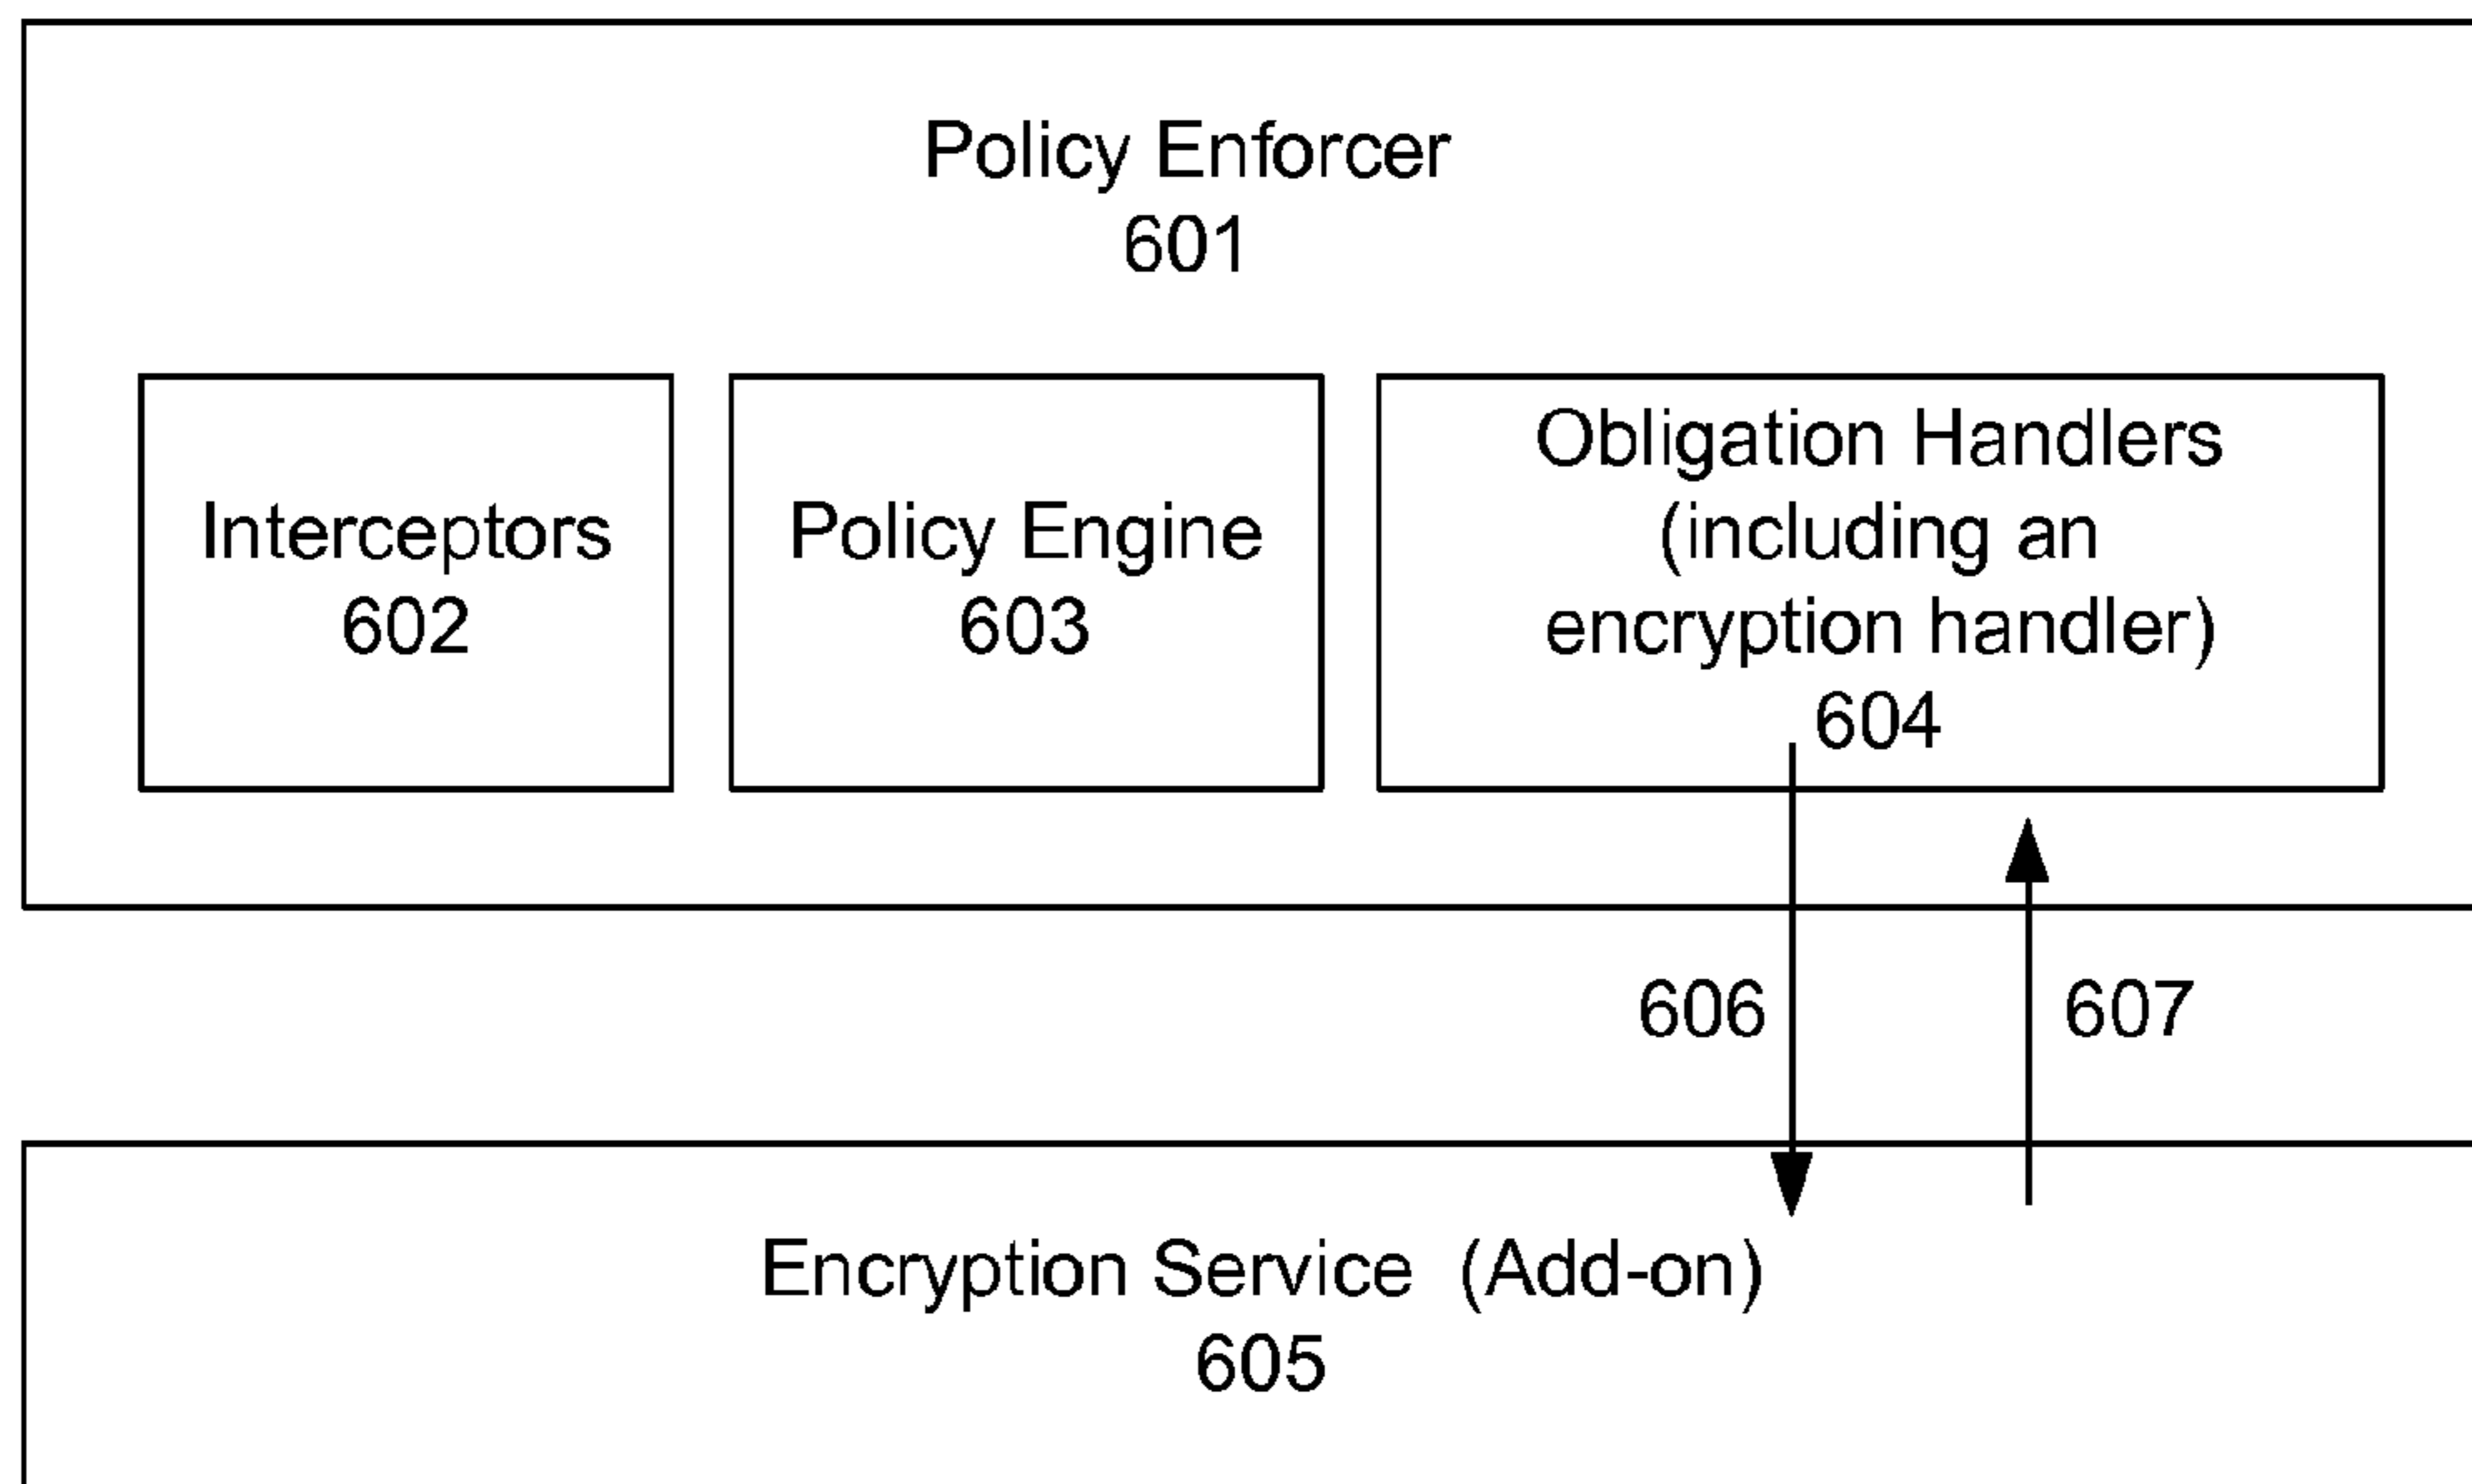 Policy Enforcer
601
Interceptors
602
Policy Engine
603
Obligation Handlers
(including an
encryption handler)
604
606
607
Encryption Service (Add-on)
605